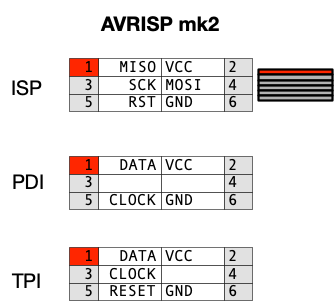 AVRISP mk2
ISP
1 MISO VCC 2
3 SCK MOSI 4
5 RST GND 6
PDI
1 DATA VCC 2
3 4
5 CLOCK GND 6
TPI
1 DATA VCC 2
3 CLOCK 4
5 RESET GND 6